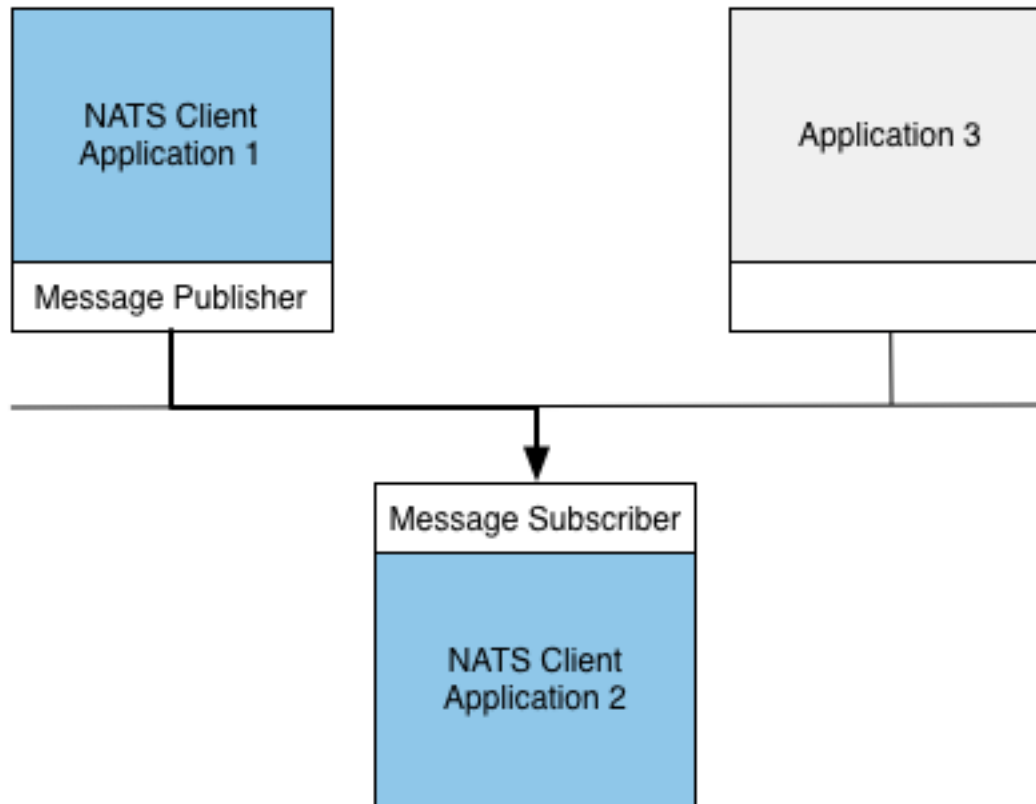 NATS Client
Application 1
Message Publisher
Application 3
Message Subscriber
NATS Client
Application 2